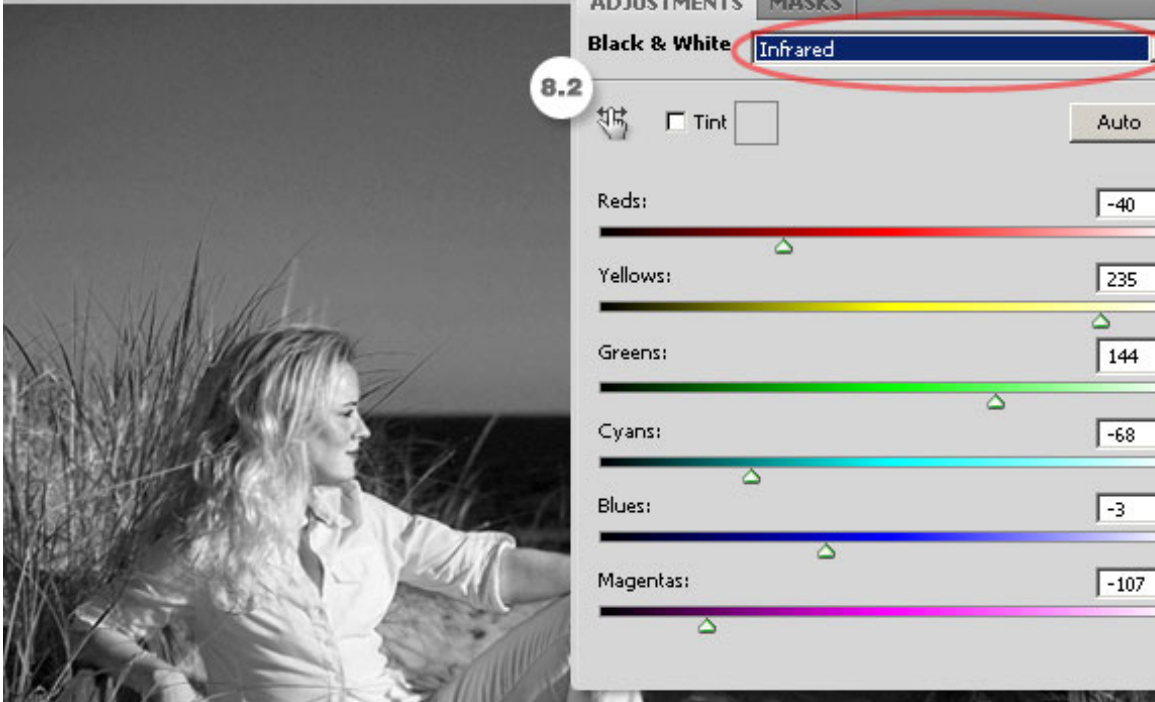 ADJUSTMENTS MASKS
Black & White Infrared
8.2
Tint Auto
Reds: -40
Yellows: 235
Greens: 144
Cyans: -68
Blues: -3
Magentas: -107